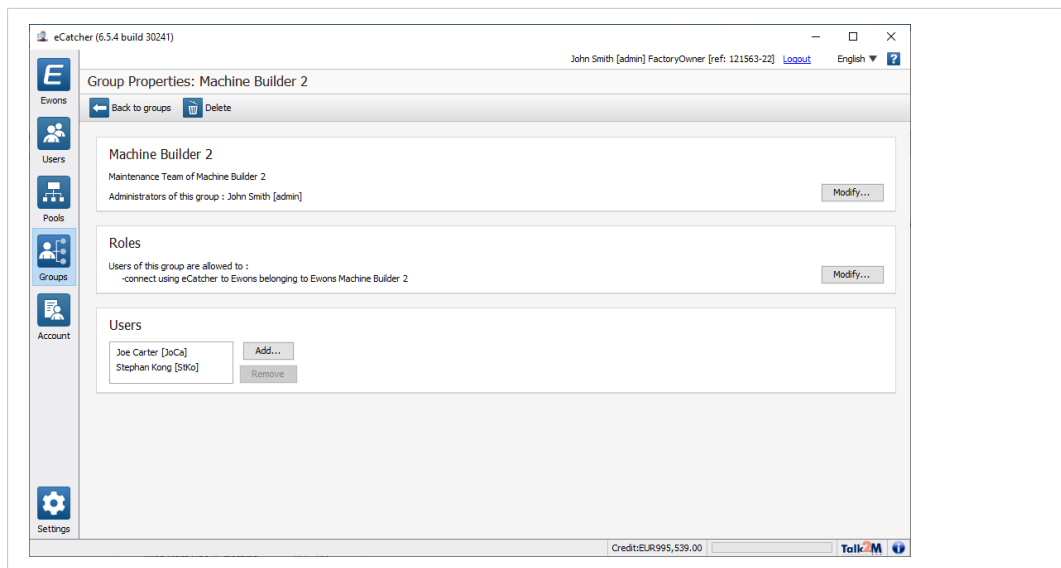 eCatcher (6.5.4 build 30241)
John Smith [admin] FactoryOwner [ref: 121563-22] Logout English ▼ ?
Group Properties: Machine Builder 2
Back to groups Delete
Ewons
Users
Pools
Groups
Account
Settings
Machine Builder 2
Maintenance Team of Machine Builder 2
Administrators of this group : John Smith [admin]
Modify...
Roles
Users of this group are allowed to :
-connect using eCatcher to Ewons belonging to Ewons Machine Builder 2
Modify...
Users
Joe Carter [JoCa]
Stephan Kong [StKo]
Add...
Remove
Credit:EUR995,539.00
Talk2M